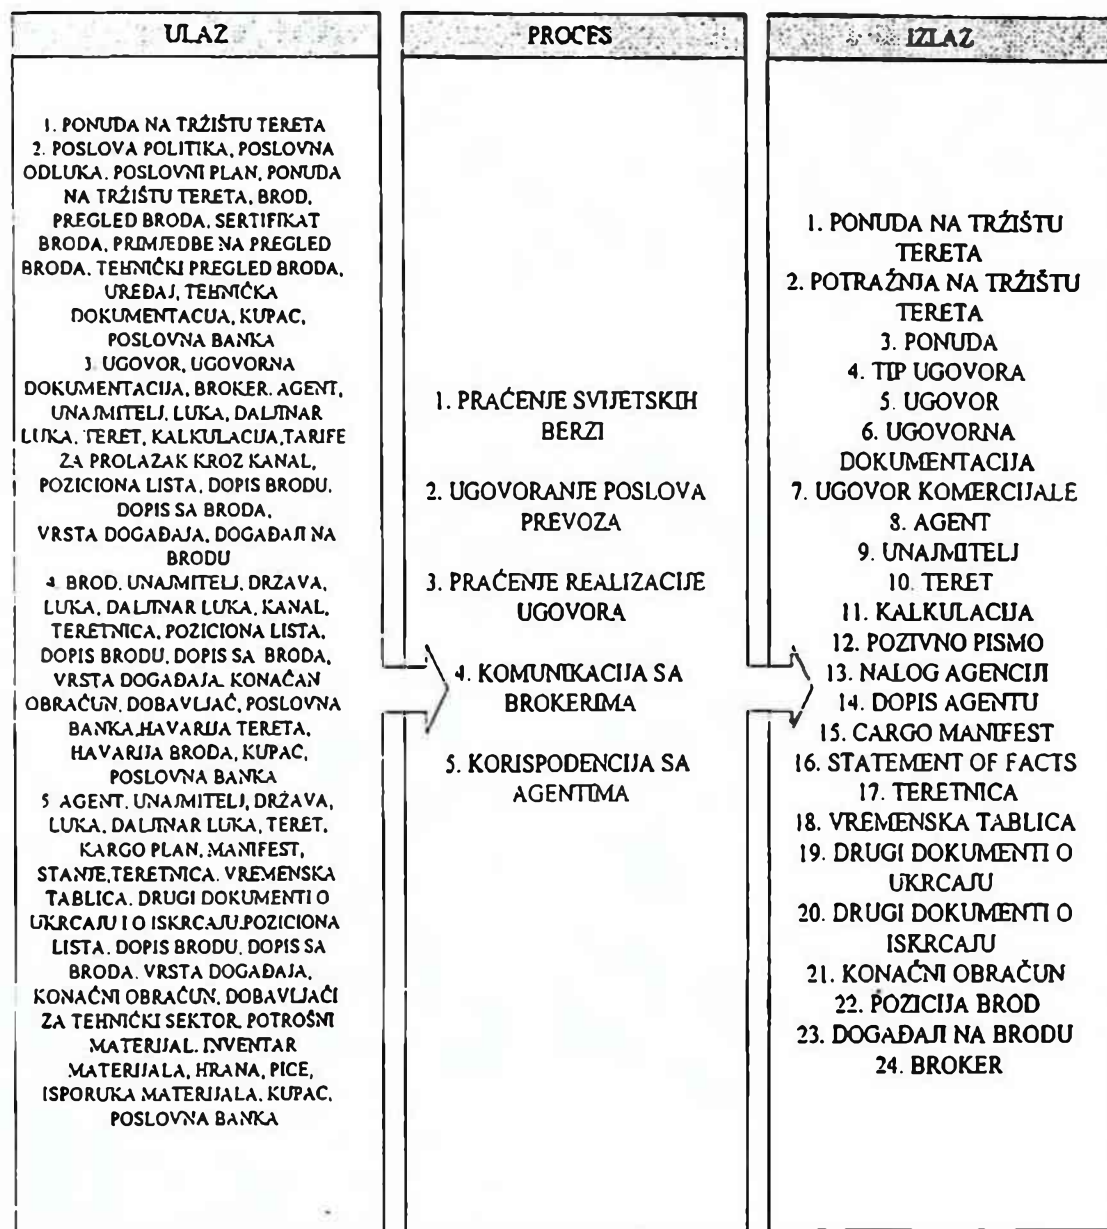 ULAZ
1. PONUDA NA TRŽIŠTU TERETA
2. POSLOVA POLITIKA, POSLOVNA
ODLUKA. POSLOVNI PLAN, PONUDA
NA TRŽIŠTU TERETA, BROD,
PREGLED BRODA, SERTIFIKAT
BRODA, PRIMJEDBE NA PREGLED
BRODA. TEHNIČKI PREGLED BRODA,
UREĐAJ, TEHNIČKA
DOKUMENTACIJA, KUPAC,
POSLOVNA BANKA
3. UGOVOR, UGOVORNA
DOKUMENTACIJA, BROKER. AGENT,
UNAJMITELJ, LUKA, DALJINAR
LUKA, TERET, KALKULACIJA,TARIFE
ZA PROLAZAK KROZ KANAL,
POZICIONA LISTA, DOPIS BRODU,
DOPIS SA BRODA,
VRSTA DOGAĐAJA, DOGAĐAJI NA
BRODU
4. BROD, UNAJMITELJ, DRŽAVA,
LUKA, DALJINAR LUKA, KANAL,
TERETNICA, POZICIONA LISTA,
DOPIS BRODU, DOPIS SA BRODA,
VRSTA DOGAĐAJA. KONAČAN
OBRAČUN, DOBAVLJAČ, POSLOVNA
BANKA,HAVARIJA TERETA,
HAVARIJA BRODA, KUPAC,
POSLOVNA BANKA
5 AGENT, UNAJMITELJ, DRŽAVA,
LUKA, DALJINAR LUKA, TERET,
KARGO PLAN, MANIFEST,
STANJE,TERETNICA. VREMENSKA
TABLICA. DRUGI DOKUMENTI O
UKRCAJU I O ISKRCAJU,POZICIONA
LISTA. DOPIS BRODU, DOPIS SA
BRODA. VRSTA DOGAĐAJA,
KONAČNI OBRAČUN, DOBAVLJAČI
ZA TEHNIČKI SEKTOR, POTROŠNI
MATERIJAL. INVENTAR
MATERIJALA, HRANA, PICE,
ISPORUKA MATERIJALA, KUPAC,
POSLOVNA BANKA
PROCES
1. PRAĆENJE SVIJETSKIH
BERZI
2. UGOVORANJE POSLOVA
PREVOZA
3. PRAĆENJE REALIZACIJE
UGOVORA
4. KOMUNIKACIJA SA
BROKERIMA
5. KORISPODENCIJA SA
AGENTIMA
IZLAZ
1. PONUDA NA TRŽIŠTU
TERETA
2. POTRAŽNJA NA TRŽIŠTU
TERETA
3. PONUDA
4. TIP UGOVORA
5. UGOVOR
6. UGOVORNA
DOKUMENTACIJA
7. UGOVOR KOMERCIJALE
8. AGENT
9. UNAJMITELJ
10. TERET
11. KALKULACIJA
12. POZIVNO PISMO
13. NALOG AGENCIJI
14. DOPIS AGENTU
15. CARGO MANIFEST
16. STATEMENT OF FACTS
17. TERETNICA
18. VREMENSKA TABLICA
19. DRUGI DOKUMENTI O
UKRCAJU
20. DRUGI DOKUMENTI O
ISKRCAJU
21. KONAČNI OBRAČUN
22. POZICIJA BROD
23. DOGAĐAJI NA BRODU
24. BROKER